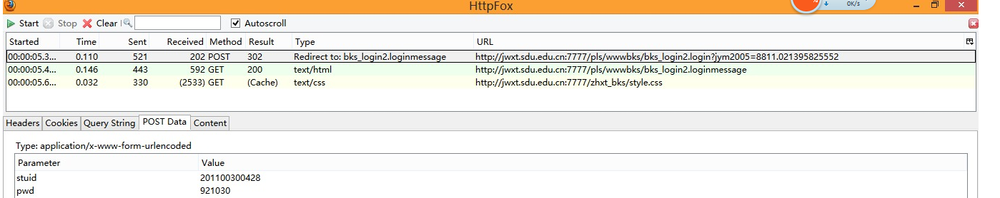 HttpFox
0K/s
Start Stop Clear Autoscroll
Started Time Sent Received Method Result Type URL
00:00:05.3... 0.110 521 202 POST 302 Redirect to: bks_login2.loginmessage http://jwxt.sdu.edu.cn:7777/pls/wwwbks/bks_login2.login?jym2005=8811.021395825552
00:00:05.4... 0.146 443 592 GET 200 text/html http://jwxt.sdu.edu.cn:7777/pls/wwwbks/bks_login2.loginmessage
00:00:05.6... 0.032 330 (2533) GET (Cache) text/css http://jwxt.sdu.edu.cn:7777/zhxt_bks/style.css
Headers Cookies Query String POST Data Content
Type: application/x-www-form-urlencoded
Parameter Value
stuid 201100300428
pwd 921030